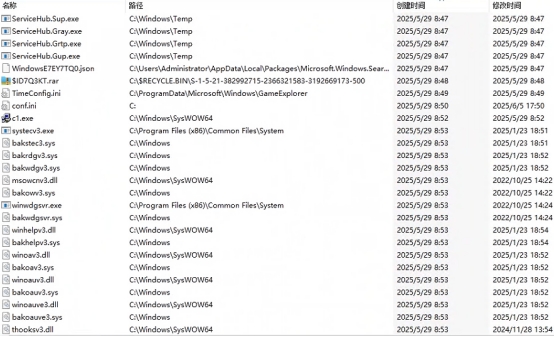 名称 路径 创建时间 修改时间
ServiceHub.Sup.exe C:\Windows\Temp 2025/5/29 8:47 2025/5/29 8:47
ServiceHub.Gray.exe C:\Windows\Temp 2025/5/29 8:47 2025/5/29 8:47
ServiceHub.Grtp.exe C:\Windows\Temp 2025/5/29 8:47 2025/5/29 8:47
ServiceHub.Gup.exe C:\Windows\Temp 2025/5/29 8:47 2025/5/29 8:47
WindowsE7EY7TQ0.json C:\Users\Administrator\AppData\Local\Packages\Microsoft.Windows.Sear... 2025/5/29 8:47 2025/5/29 8:47
$ID7Q3KT.rar C:\$RECYCLE.BIN\S-1-5-21-382992715-2366321583-3192669173-500 2025/5/29 8:48 2025/5/29 8:48
TimeConfig.ini C:\ProgramData\Microsoft\Windows\GameExplorer 2025/5/29 8:49 2025/5/29 8:49
conf.ini C: 2025/5/29 8:50 2025/6/5 17:50
c1.exe C:\Windows\SysWOW64 2025/5/29 8:52 2025/5/29 8:52
systecv3.exe C:\Program Files (x86)\Common Files\System 2025/5/29 8:53 2025/1/23 18:51
bakstec3.sys C:\Windows 2025/5/29 8:53 2025/1/23 18:51
bakrdgv3.sys C:\Windows 2025/5/29 8:53 2025/1/23 18:51
bakwdgv3.sys C:\Windows 2025/5/29 8:53 2025/1/23 18:52
msowcnv3.dll C:\Windows\SysWOW64 2025/5/29 8:53 2022/10/25 14:22
bakowv3.sys C:\Windows 2025/5/29 8:53 2022/10/25 14:22
winwdgsvr.exe C:\Program Files (x86)\Common Files\System 2025/5/29 8:53 2022/10/25 14:24
bakwdgsvr.sys C:\Windows 2025/5/29 8:53 2022/10/25 14:24
winhelpv3.dll C:\Windows\SysWOW64 2025/5/29 8:53 2025/1/23 18:54
bakhelpv3.sys C:\Windows 2025/5/29 8:53 2025/1/23 18:54
winoav3.dll C:\Windows\SysWOW64 2025/5/29 8:53 2025/1/23 18:52
bakoav3.sys C:\Windows 2025/5/29 8:53 2025/1/23 18:52
winoauv3.dll C:\Windows\SysWOW64 2025/5/29 8:53 2025/1/23 18:52
bakoauv3.sys C:\Windows 2025/5/29 8:53 2025/1/23 18:52
winoauve3.dll C:\Windows\SysWOW64 2025/5/29 8:53 2025/1/23 18:52
bakoauve3.sys C:\Windows 2025/5/29 8:53 2025/1/23 18:52
thooksv3.dll C:\Windows\SysWOW64 2025/5/29 8:53 2024/11/28 13:54